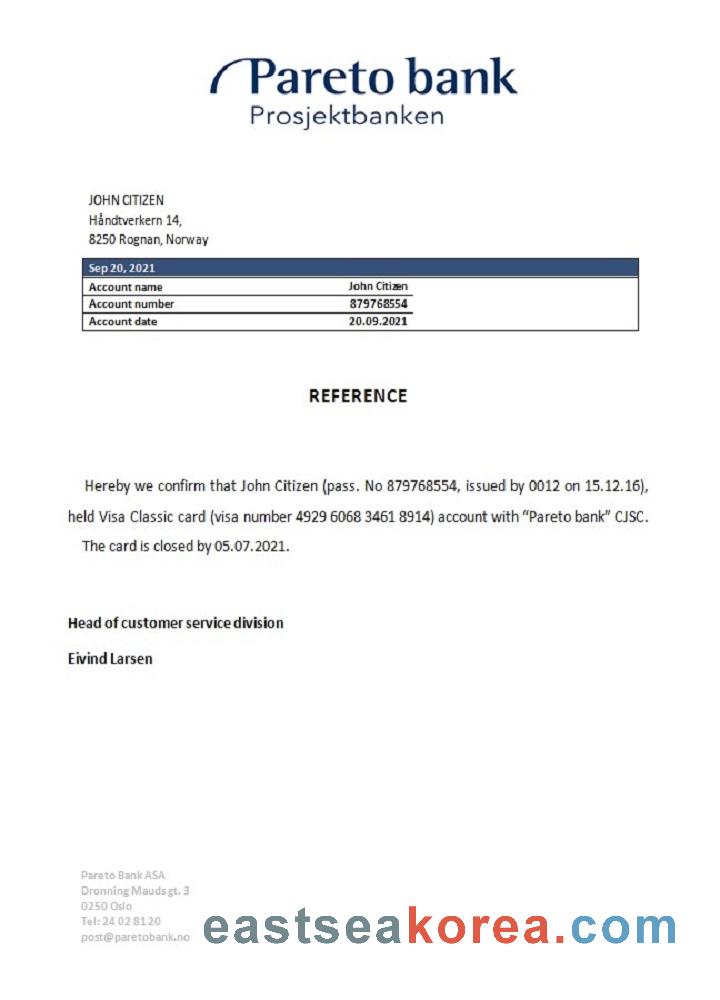 Pareto bank
Prosjektbanken
JOHN CITIZEN
Håndtverkern 14,
8250 Rognan, Norway
Sep 20, 2021
Account name John Citizen
Account number 879768554
Account date 20.09.2021
REFERENCE
Hereby we confirm that John Citizen (pass. No 879768554, issued by 0012 on 15.12.16),
held Visa Classic card (visa number 4929 6068 3461 8914) account with “Pareto bank” CJSC.
The card is closed by 05.07.2021.
Head of customer service division
Eivind Larsen
Pareto Bank ASA
Dronning Mauds gt. 3
0250 Oslo
Tel: 24 02 81 20
post@paretobank.no
eastseakorea.com